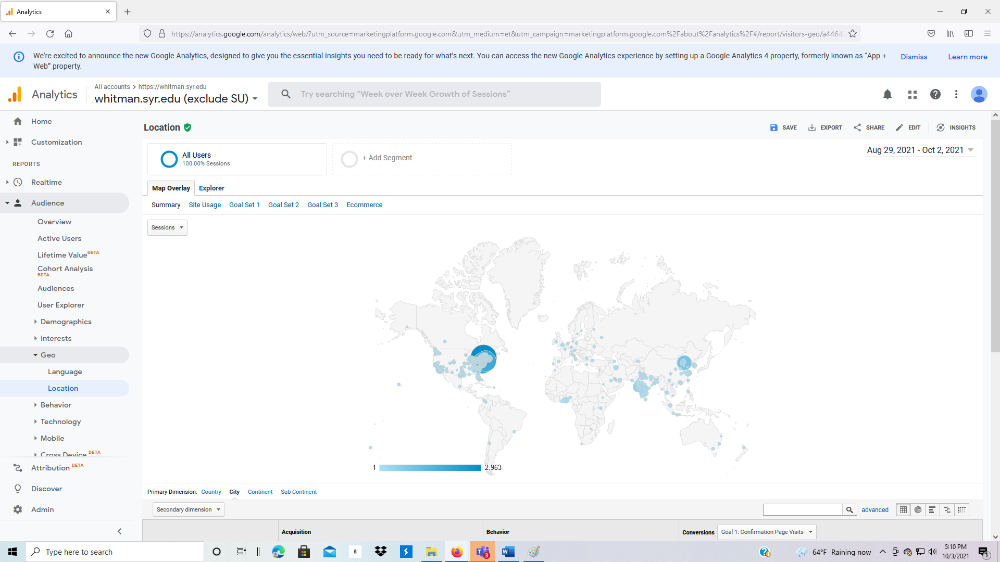 Analytics
https://analytics.google.com/analytics/web/?utm_source=marketingplatform.google.com&utm_medium=et&utm_campaign=marketingplatform.google.com%2Fabout%2Fanalytics%2F#/report/visitors-geo/a4464
We're excited to announce the new Google Analytics, designed to give you the essential insights you need to be ready for what's next. You can access the new Google Analytics experience by setting up a Google Analytics 4 property, formerly known as “App +
Web” property.
Dismiss
Learn more
Analytics
All accounts > https://whitman.syr.edu
whitman.syr.edu (exclude SU)
Try searching “Week over Week Growth of Sessions”
Home
Customization
REPORTS
Realtime
Audience
Overview
Active Users
Lifetime Value BETA
Cohort Analysis
BETA
Audiences
User Explorer
Demographics
Interests
Geo
Language
Location
Behavior
Technology
Mobile
Cross Device BETA
Attribution BETA
Discover
Admin
Location
SAVE
EXPORT
SHARE
EDIT
INSIGHTS
All Users
100.00% Sessions
+ Add Segment
Aug 29, 2021 - Oct 2, 2021
Map Overlay
Explorer
Summary
Site Usage
Goal Set 1
Goal Set 2
Goal Set 3
Ecommerce
Sessions
1
2,963
Primary Dimension:
Country
City
Continent
Sub Continent
Secondary dimension
advanced
Acquisition
Behavior
Conversions
Goal 1: Confirmation Page Visits
Type here to search
a
3
W
64°F Raining now
5:10 PM
10/3/2021
1